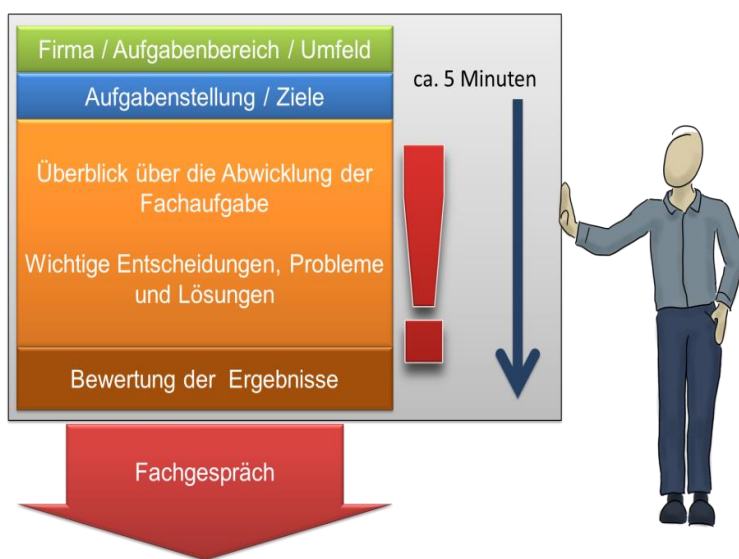 Firma / Aufgabenbereich / Umfeld
Aufgabenstellung / Ziele
ca. 5 Minuten
Überblick über die Abwicklung der
Fachaufgabe
Wichtige Entscheidungen, Probleme
und Lösungen
!
Bewertung der Ergebnisse
Fachgespräch